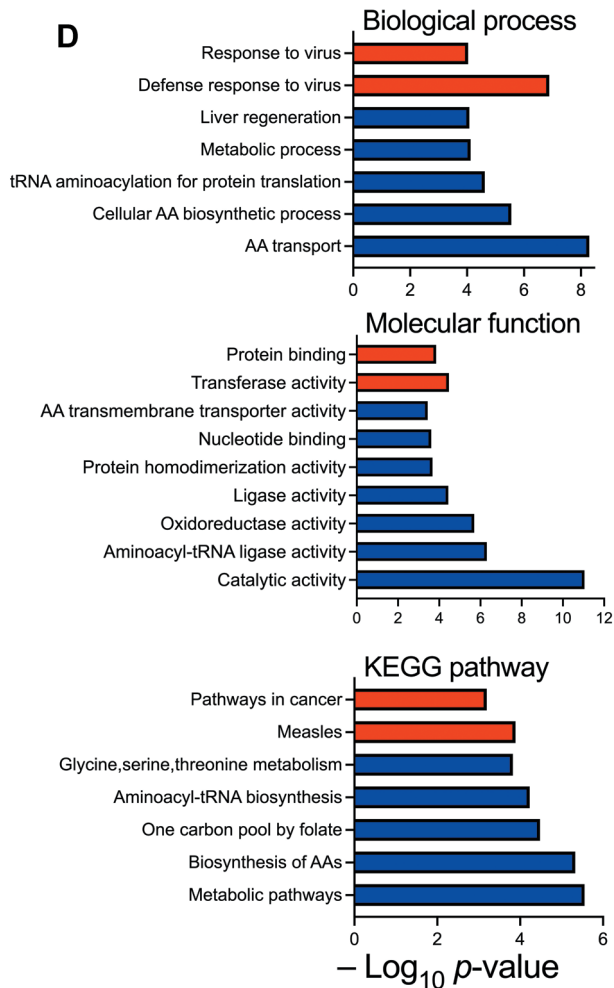 D
Biological process
Response to virus
Defense response to virus
Liver regeneration
Metabolic process
tRNA aminoacylation for protein translation
Cellular AA biosynthetic process
AA transport
0 2 4 6 8
Molecular function
Protein binding
Transferase activity
AA transmembrane transporter activity
Nucleotide binding
Protein homodimerization activity
Ligase activity
Oxidoreductase activity
Aminoacyl-tRNA ligase activity
Catalytic activity
0 2 4 6 8 10 12
KEGG pathway
Pathways in cancer
Measles
Glycine,serine,threonine metabolism
Aminoacyl-tRNA biosynthesis
One carbon pool by folate
Biosynthesis of AAs
Metabolic pathways
0 2 4 6
– Log10 p-value